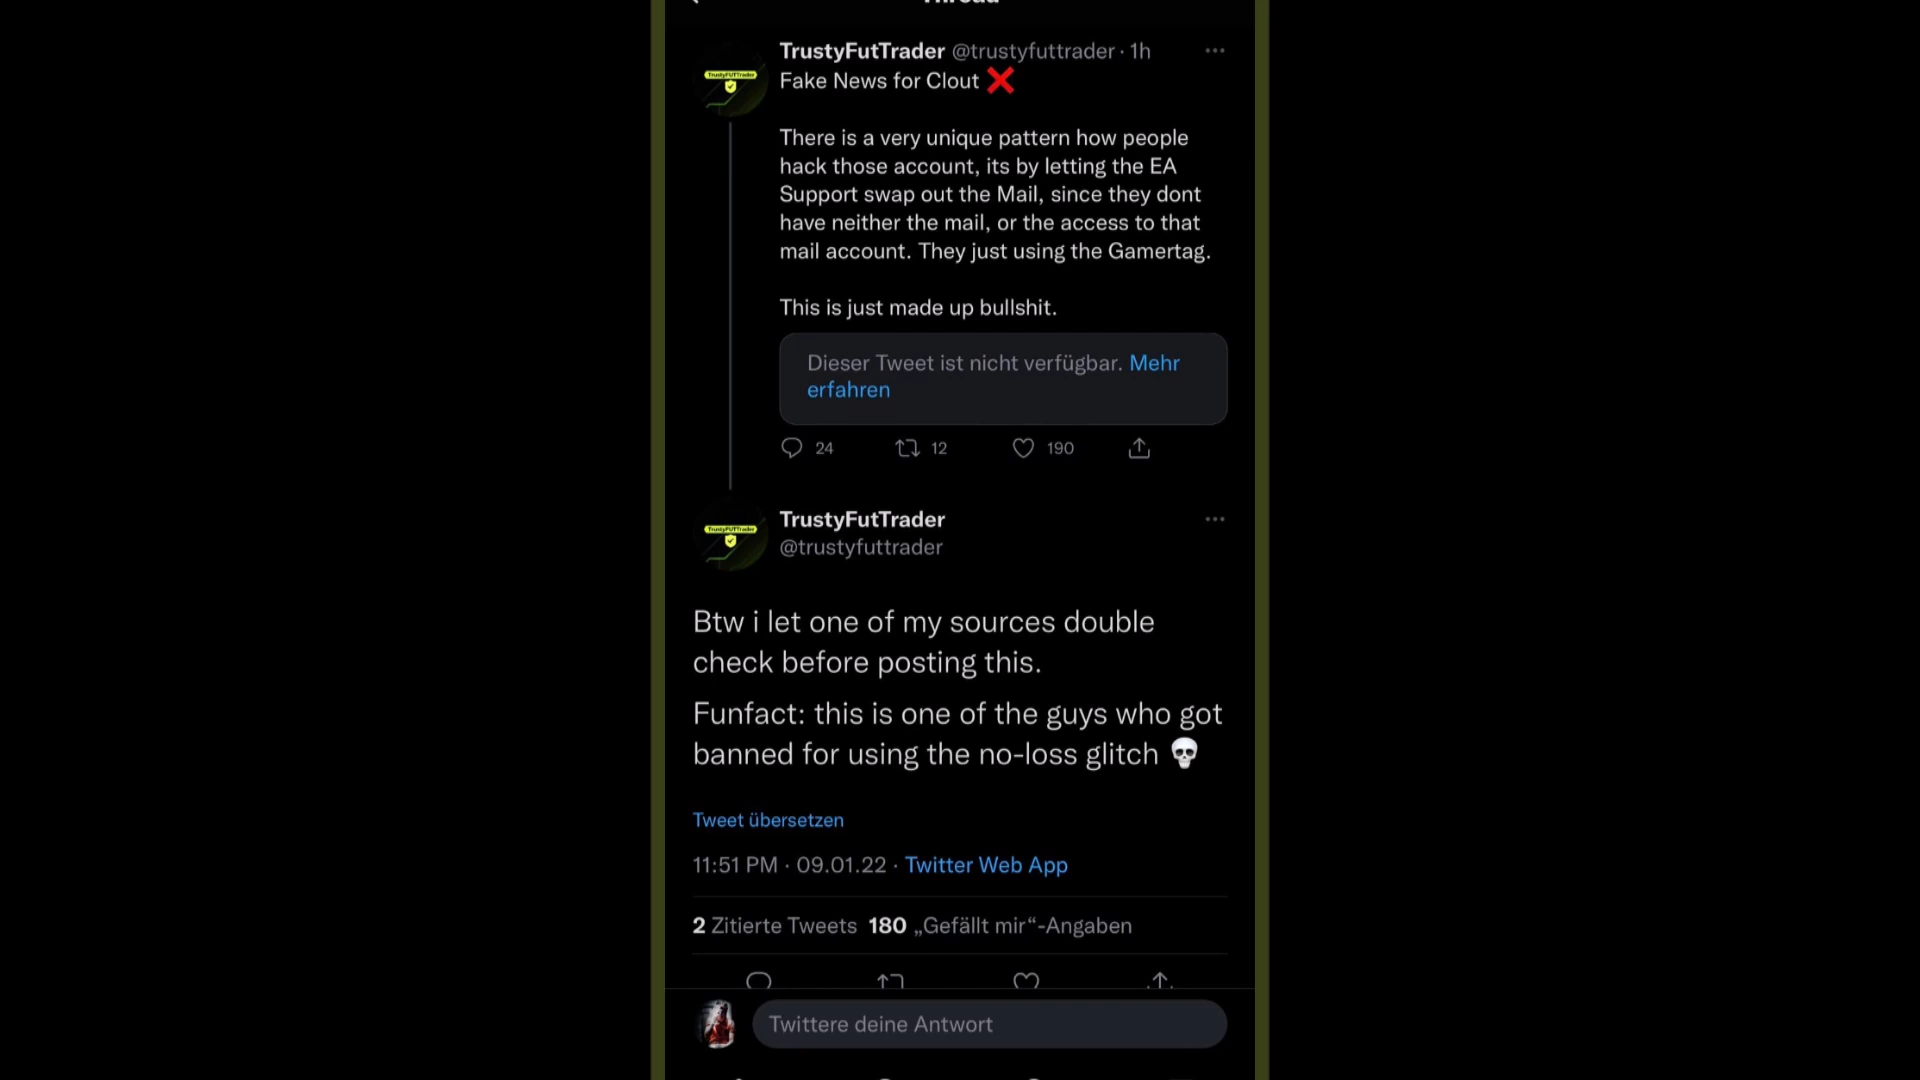 Thread
TrustyFutTrader @trustyfuttrader · 1h
TrustyFUTTrader
Fake News for Clout ❌
There is a very unique pattern how people
hack those account, its by letting the EA
Support swap out the Mail, since they dont
have neither the mail, or the access to that
mail account. They just using the Gamertag.
This is just made up bullshit.
Dieser Tweet ist nicht verfügbar. Mehr
erfahren
24 12 190
TrustyFutTrader
TrustyFUTTrader
@trustyfuttrader
Btw i let one of my sources double
check before posting this.
Funfact: this is one of the guys who got
banned for using the no-loss glitch 💀
Tweet übersetzen
11:51 PM · 09.01.22 · Twitter Web App
2 Zitierte Tweets 180 „Gefällt mir“-Angaben
Twittere deine Antwort